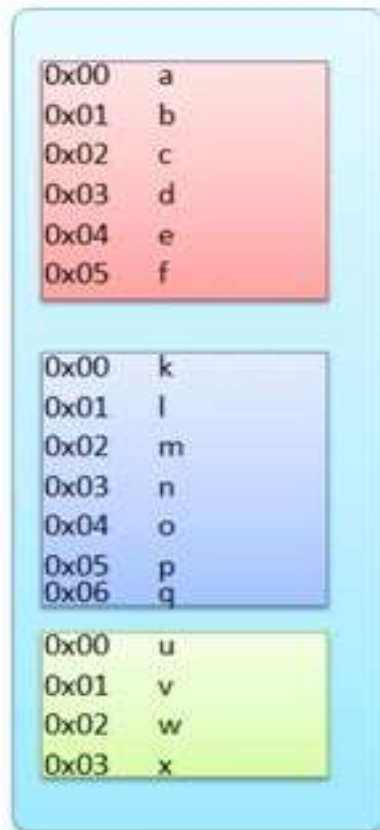 0x00 a
0x01 b
0x02 c
0x03 d
0x04 e
0x05 f
0x00 k
0x01 l
0x02 m
0x03 n
0x04 o
0x05 p
0x06 q
0x00 u
0x01 v
0x02 w
0x03 x